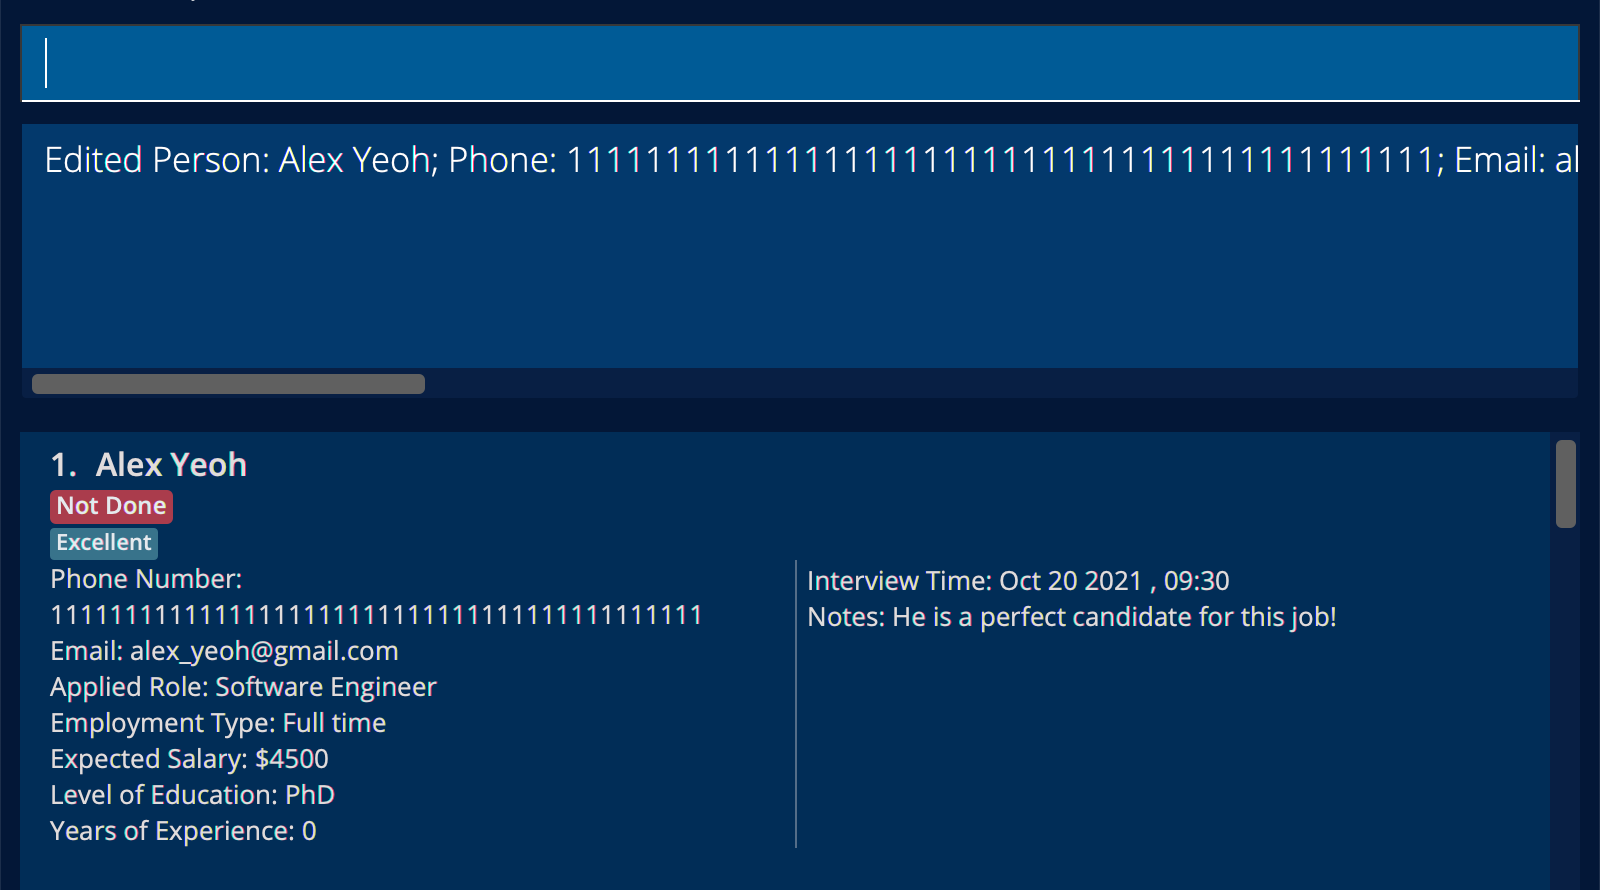 Edited Person: Alex Yeoh; Phone: 11111111111111111111111111111111111111111111; Email: al
1. Alex Yeoh
Not Done
Excellent
Phone Number:
11111111111111111111111111111111111111111111
Email: alex_yeoh@gmail.com
Applied Role: Software Engineer
Employment Type: Full time
Expected Salary: $4500
Level of Education: PhD
Years of Experience: 0
Interview Time: Oct 20 2021 , 09:30
Notes: He is a perfect candidate for this job!